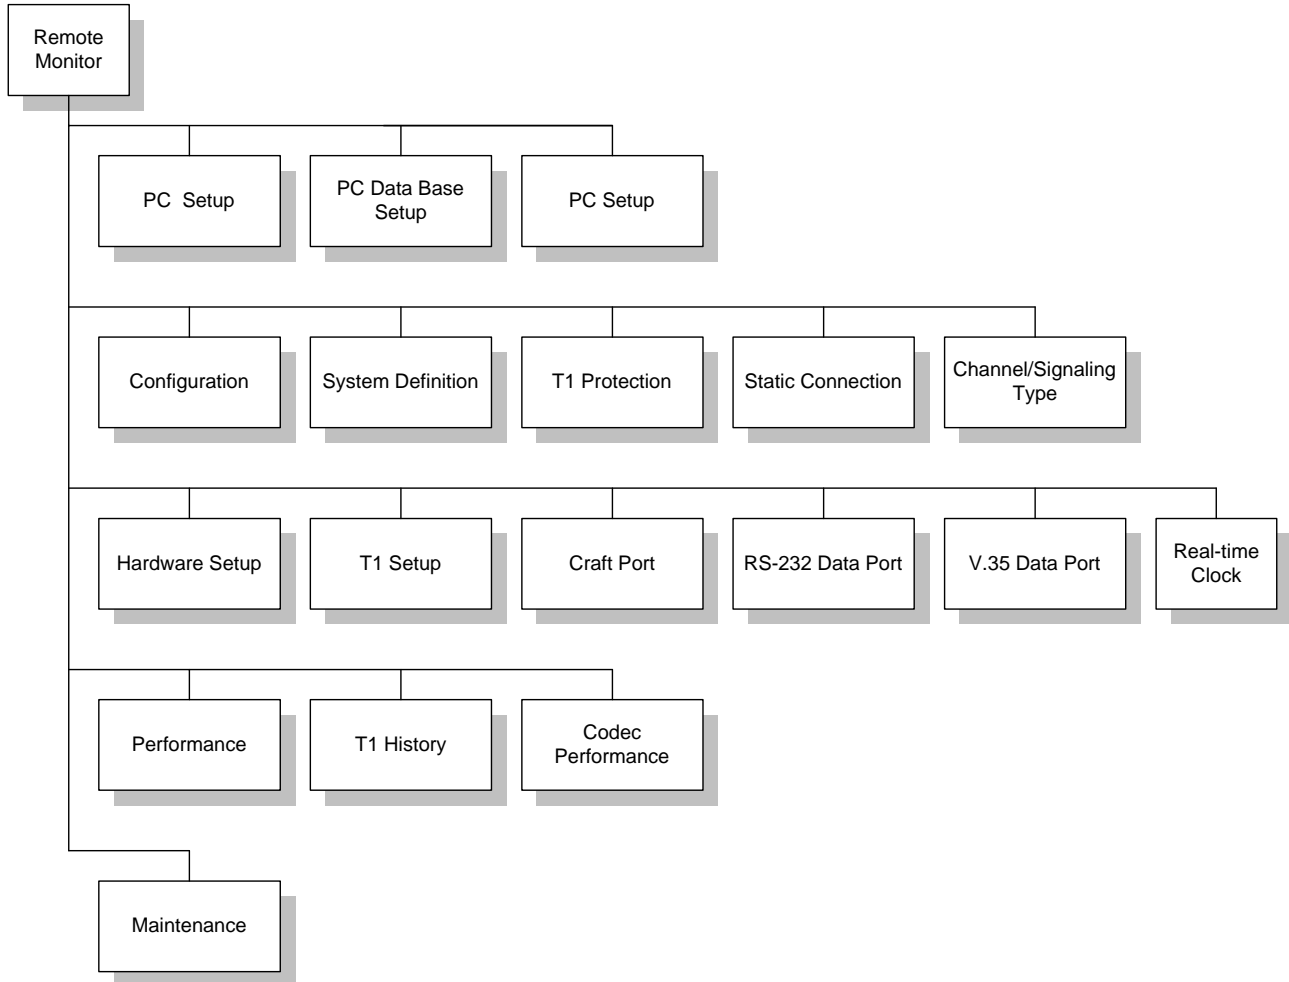 Remote
Monitor
PC  Setup
PC Data Base
Setup
PC Setup
Configuration
System Definition
T1 Protection
Static Connection
Channel/Signaling
Type
Hardware Setup
T1 Setup
Craft Port
RS-232 Data Port
V.35 Data Port
Real-time
Clock
Performance
T1 History
Codec
Performance
Maintenance